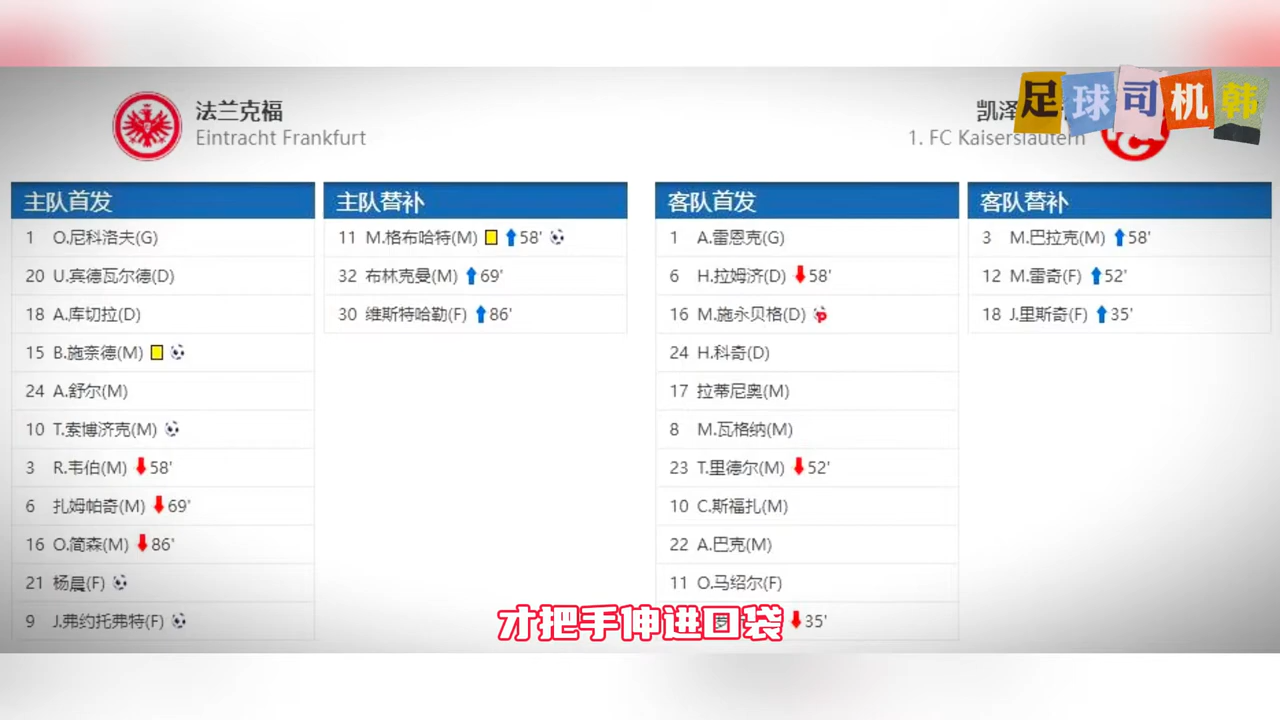 足球司机韩
法兰克福
Eintracht Frankfurt
凯泽
1. FC Kaiserslautern
主队首发
1 O.尼科洛夫(G)
20 U.宾德瓦尔德(D)
18 A.库切拉(D)
15 B.施奈德(M)
24 A.舒尔(M)
10 T.索博济克(M)
3 R.韦伯(M) 58'
6 扎姆帕奇(M) 69'
16 O.简森(M) 86'
21 杨晨(F)
9 J.弗约托弗特(F)
主队替补
11 M.格布哈特(M) 58'
32 布林克曼(M) 69'
30 维斯特哈勒(F) 86'
客队首发
1 A.雷恩克(G)
6 H.拉姆济(D) 58'
16 M.施永贝格(D)
24 H.科奇(D)
17 拉蒂尼奥(M)
8 M.瓦格纳(M)
23 T.里德尔(M) 52'
10 C.斯福扎(M)
22 A.巴克(M)
11 O.马绍尔(F)
35'
客队替补
3 M.巴拉克(M) 58'
12 M.雷奇(F) 52'
18 J.里斯奇(F) 35'
才把手伸进口袋